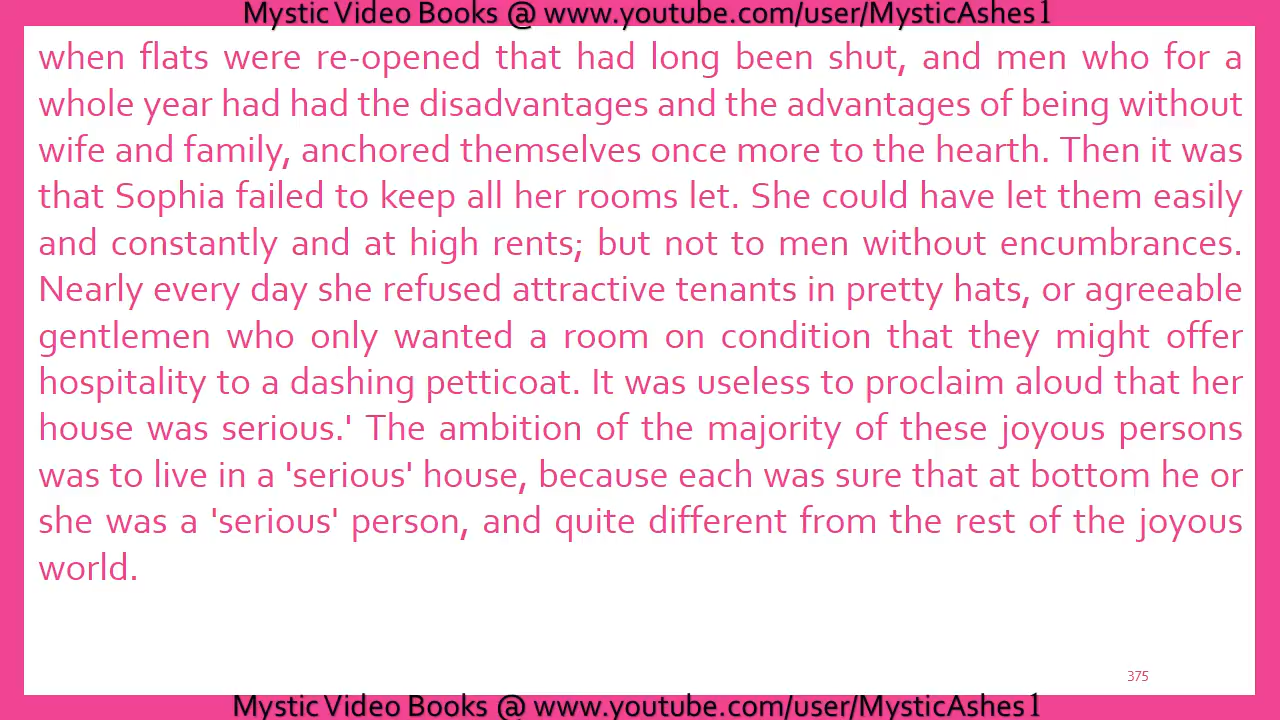 Mystic Video Books @ www.youtube.com/user/MysticAshes1
when flats were re-opened that had long been shut, and men who for a
whole year had had the disadvantages and the advantages of being without
wife and family, anchored themselves once more to the hearth. Then it was
that Sophia failed to keep all her rooms let. She could have let them easily
and constantly and at high rents; but not to men without encumbrances.
Nearly every day she refused attractive tenants in pretty hats, or agreeable
gentlemen who only wanted a room on condition that they might offer
hospitality to a dashing petticoat. It was useless to proclaim aloud that her
house was serious.' The ambition of the majority of these joyous persons
was to live in a 'serious' house, because each was sure that at bottom he or
she was a 'serious' person, and quite different from the rest of the joyous
world.
375
Mystic Video Books @ www.youtube.com/user/MysticAshes1